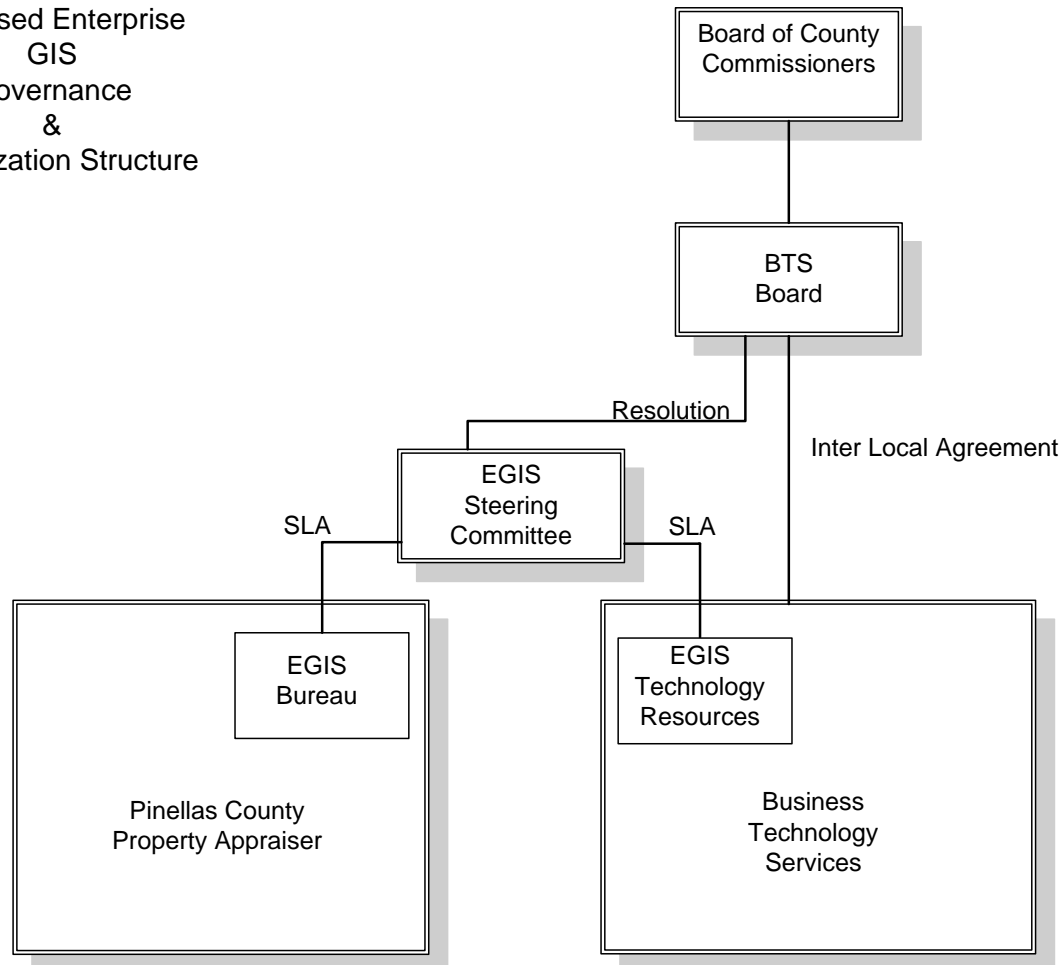 sed Enterprise
GIS
overnance
&
zation Structure
Board of County
Commissioners
BTS
Board
Resolution
Inter Local Agreement
EGIS
Steering
Committee
SLA
SLA
EGIS
Bureau
EGIS
Technology
Resources
Pinellas County
Property Appraiser
Business
Technology
Services